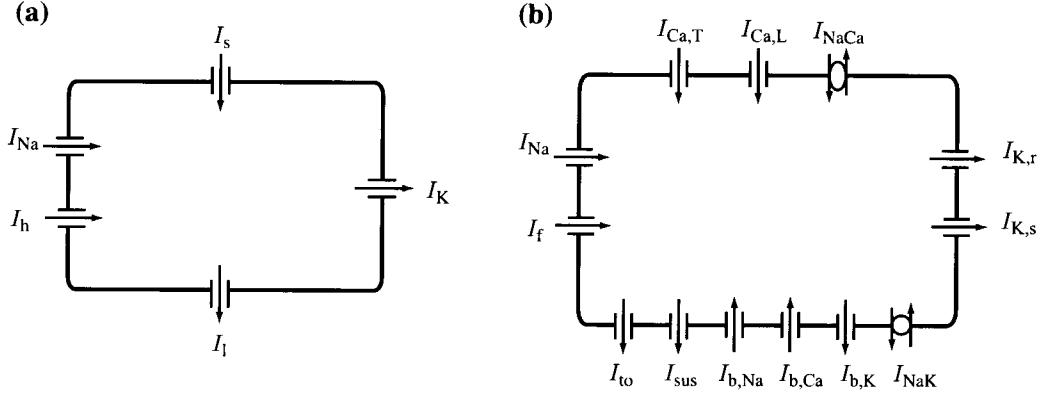 (a)
I_s
I_Na
I_h
I_K
I_l
(b)
I_Ca,T I_Ca,L I_NaCa
I_Na
I_f
I_K,r
I_K,s
I_to I_sus I_b,Na I_b,Ca I_b,K I_NaK